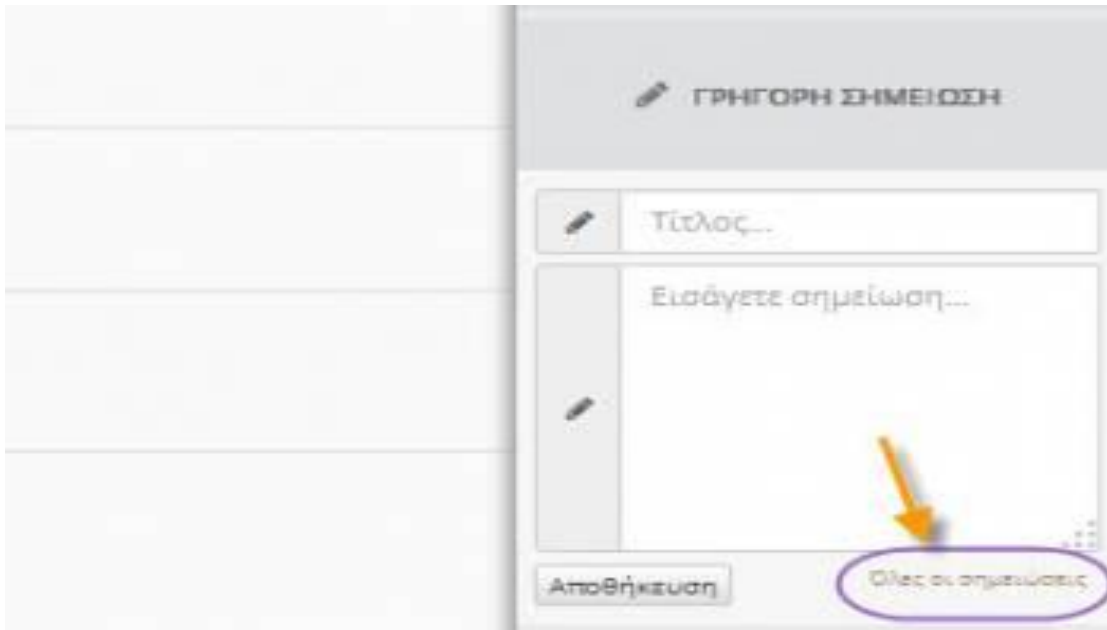 ΓΡΗΓΟΡΗ ΣΗΜΕΙΩΣΗ
Τίτλος...
Εισάγετε σημείωση...
Αποθήκευση
Όλες οι σημειώσεις